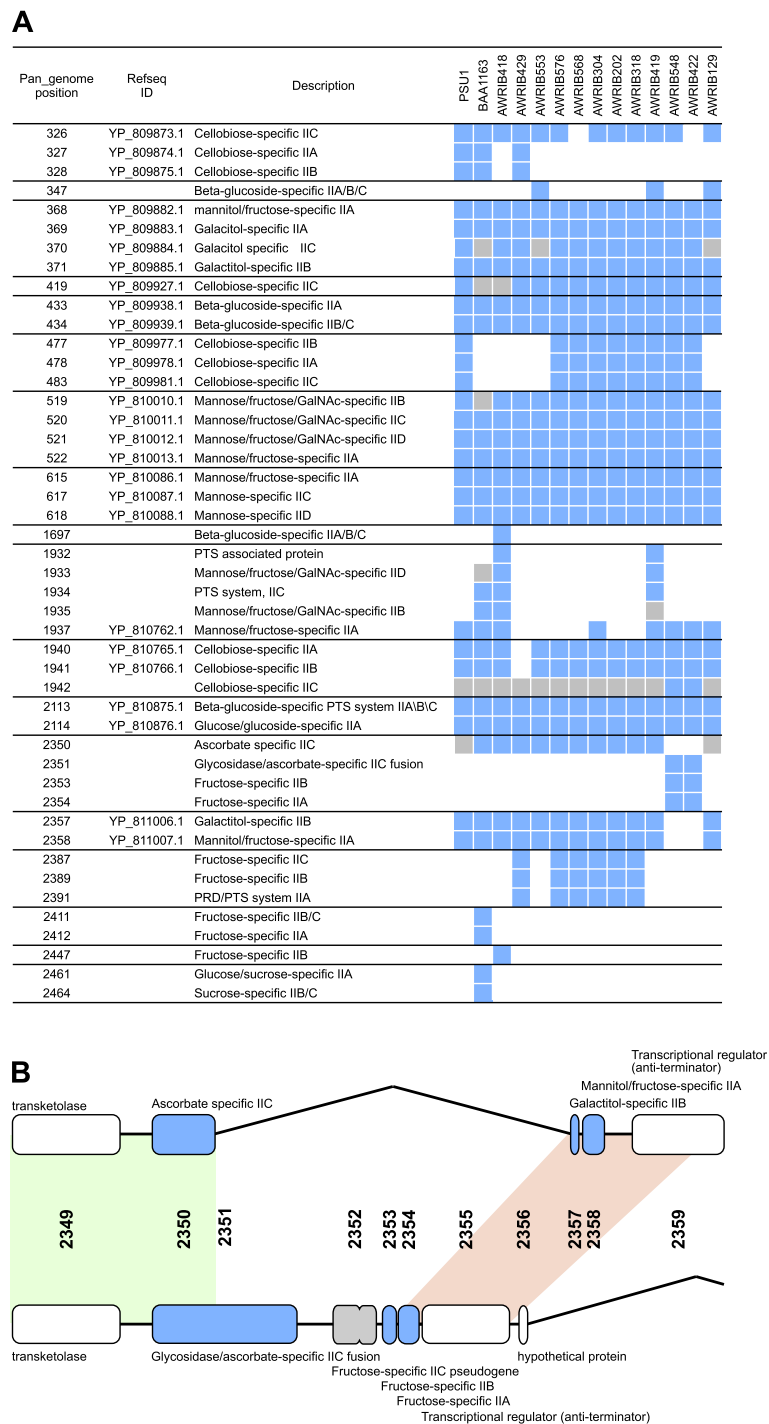 A
Pan_genome position Refseq ID Description PSU1 BAA1163 AWRIB418 AWRIB429 AWRIB553 AWRIB576 AWRIB568 AWRIB304 AWRIB202 AWRIB318 AWRIB419 AWRIB548 AWRIB422 AWRIB129
326 YP_809873.1 Cellobiose-specific IIC
327 YP_809874.1 Cellobiose-specific IIA
328 YP_809875.1 Cellobiose-specific IIB
347 Beta-glucoside-specific IIA/B/C
368 YP_809882.1 mannitol/fructose-specific IIA
369 YP_809883.1 Galacitol-specific IIA
370 YP_809884.1 Galacitol specific IIC
371 YP_809885.1 Galactitol-specific IIB
419 YP_809927.1 Cellobiose-specific IIC
433 YP_809938.1 Beta-glucoside-specific IIA
434 YP_809939.1 Beta-glucoside-specific IIB/C
477 YP_809977.1 Cellobiose-specific IIB
478 YP_809978.1 Cellobiose-specific IIA
483 YP_809981.1 Cellobiose-specific IIC
519 YP_810010.1 Mannose/fructose/GalNAc-specific IIB
520 YP_810011.1 Mannose/fructose/GalNAc-specific IIC
521 YP_810012.1 Mannose/fructose/GalNAc-specific IID
522 YP_810013.1 Mannose/fructose-specific IIA
615 YP_810086.1 Mannose/fructose-specific IIA
617 YP_810087.1 Mannose-specific IIC
618 YP_810088.1 Mannose-specific IID
1697 Beta-glucoside-specific IIA/B/C
1932 PTS associated protein
1933 Mannose/fructose/GalNAc-specific IID
1934 PTS system, IIC
1935 Mannose/fructose/GalNAc-specific IIB
1937 YP_810762.1 Mannose/fructose-specific IIA
1940 YP_810765.1 Cellobiose-specific IIA
1941 YP_810766.1 Cellobiose-specific IIB
1942 Cellobiose-specific IIC
2113 YP_810875.1 Beta-glucoside-specific PTS system IIA\B\C
2114 YP_810876.1 Glucose/glucoside-specific IIA
2350 Ascorbate specific IIC
2351 Glycosidase/ascorbate-specific IIC fusion
2353 Fructose-specific IIB
2354 Fructose-specific IIA
2357 YP_811006.1 Galactitol-specific IIB
2358 YP_811007.1 Mannitol/fructose-specific IIA
2387 Fructose-specific IIC
2389 Fructose-specific IIB
2391 PRD/PTS system IIA
2411 Fructose-specific IIB/C
2412 Fructose-specific IIA
2447 Fructose-specific IIB
2461 Glucose/sucrose-specific IIA
2464 Sucrose-specific IIB/C
B
Transcriptional regulator
(anti-terminator)
Mannitol/fructose-specific IIA
transketolase Ascorbate specific IIC Galactitol-specific IIB
2349 2350 2351 2352 2353 2354 2355 2356 2357 2358 2359
transketolase Glycosidase/ascorbate-specific IIC fusion hypothetical protein
Fructose-specific IIC pseudogene
Fructose-specific IIB
Fructose-specific IIA
Transcriptional regulator (anti-terminator)